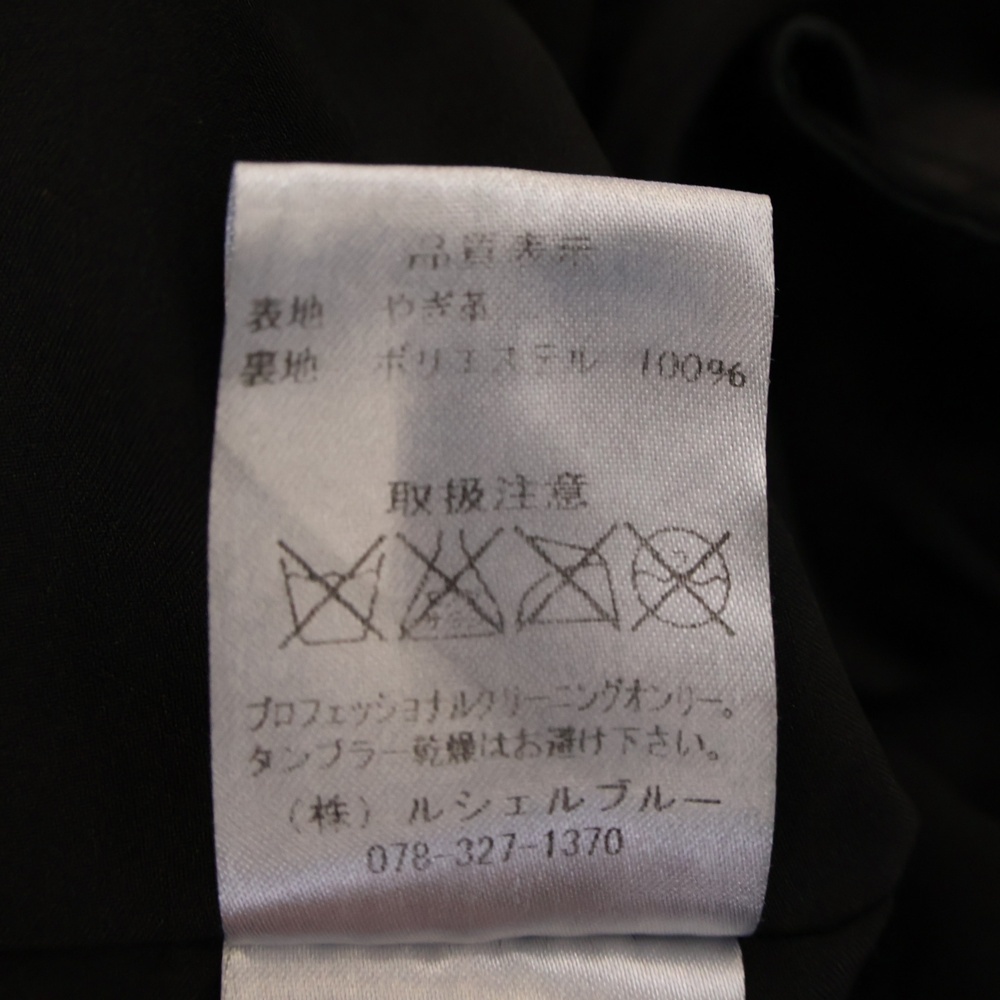 品質表示
表地 やぎ革
裏地 ポリエステル 100%
取扱注意
プロフェッショナルクリーニングオンリー。
タンブラー乾燥はお避け下さい。
(株)ルシェルブルー
078-327-1370